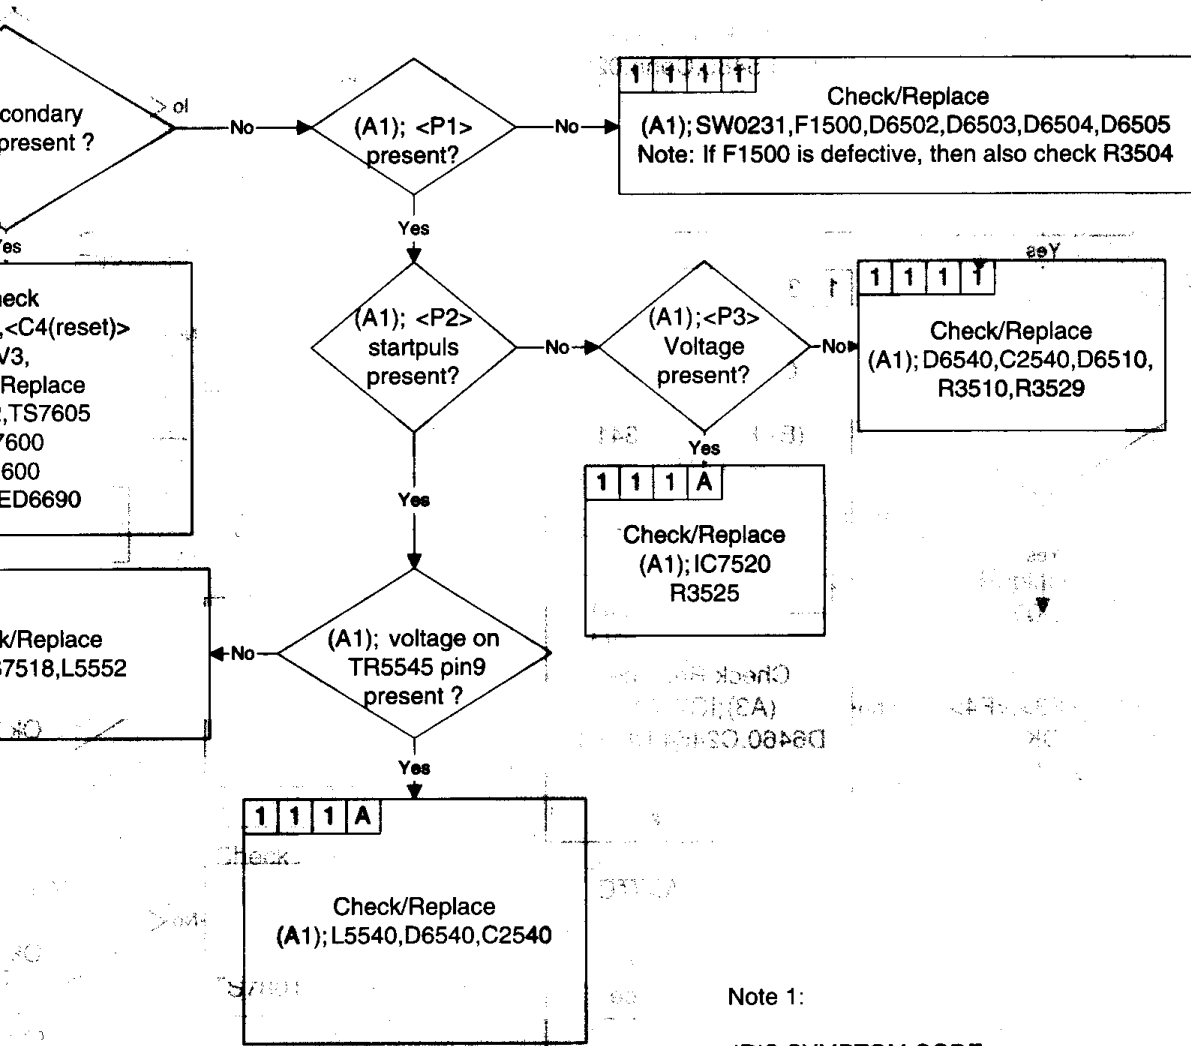 condary
present ?
No
(A1); <P1>
present?
No
1 1 1 1
Check/Replace
(A1);SW0231,F1500,D6502,D6503,D6504,D6505
Note: If F1500 is defective, then also check R3504
Yes
es
eck
,<C4(reset)>
V3,
Replace
,TS7605
7600
600
ED6690
(A1); <P2>
startpuls
present?
No
(A1);<P3>
Voltage
present?
No
1 1 1 1
Check/Replace
(A1); D6540,C2540,D6510,
R3510,R3529
Yes
1 1 1 A
Check/Replace
(A1);IC7520
R3525
Yes
k/Replace
S7518,L5552
No
(A1); voltage on
TR5545 pin9
present ?
Yes
1 1 1 A
Check/Replace
(A1);L5540,D6540,C2540
Note 1: